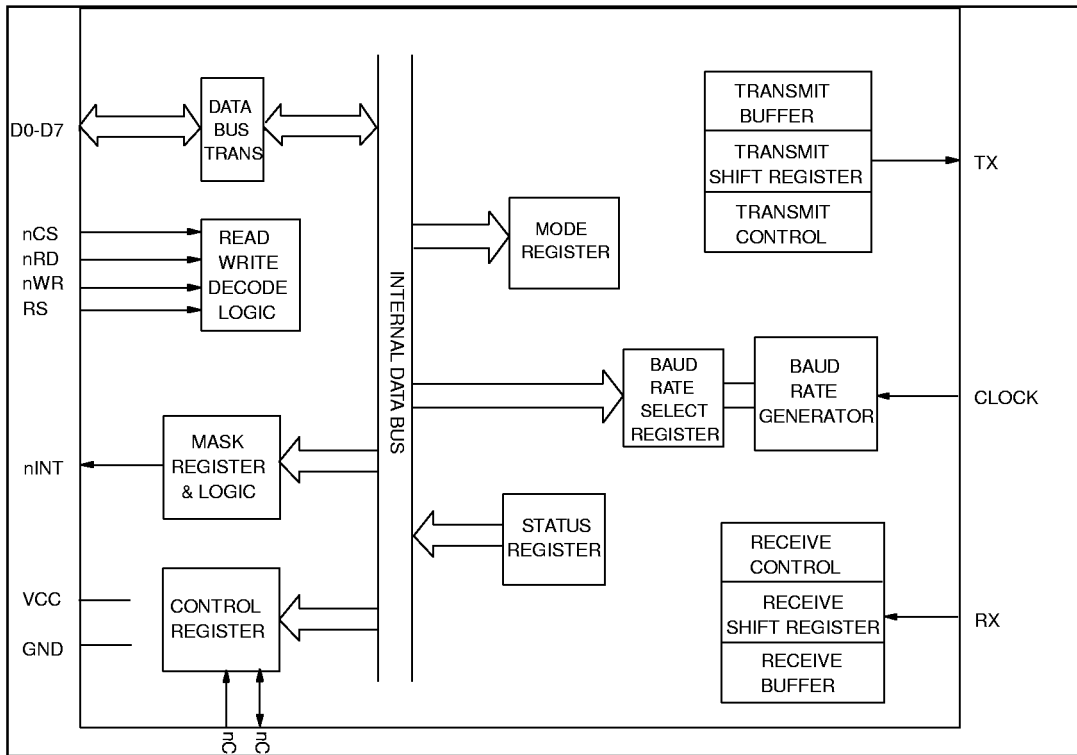 D0-D7
DATA
BUS
TRANS
nCS
nRD
nWR
RS
READ
WRITE
DECODE
LOGIC
nINT
MASK
REGISTER
& LOGIC
VCC
GND
CONTROL
REGISTER
nC
nC
INTERNAL DATA BUS
MODE
REGISTER
BAUD
RATE
SELECT
REGISTER
BAUD
RATE
GENERATOR
STATUS
REGISTER
TRANSMIT
BUFFER
TRANSMIT
SHIFT REGISTER
TRANSMIT
CONTROL
RECEIVE
CONTROL
RECEIVE
SHIFT REGISTER
RECEIVE
BUFFER
TX
CLOCK
RX